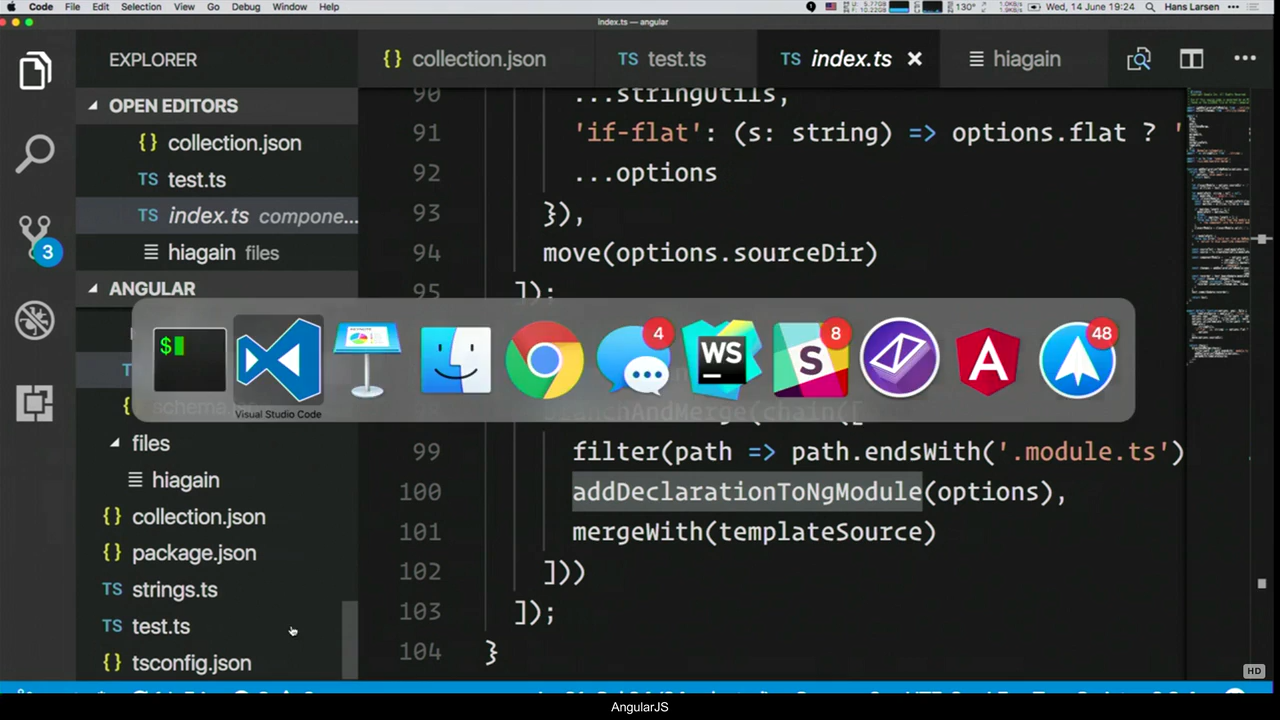 Code File Edit Selection View Go Debug Window Help 130° Wed, 14 June 19:24 Hans Larsen
index.ts — angular
EXPLORER
{} collection.json
TS test.ts
TS index.ts ×
hiagain
OPEN EDITORS
{} collection.json
TS test.ts
TS index.ts compone...
hiagain files
3
ANGULAR
files
hiagain
{} collection.json
{} package.json
TS strings.ts
TS test.ts
{} tsconfig.json
90 ...stringUtils,
91 'if-flat': (s: string) => options.flat ? '
92 ...options
93 }),
94 move(options.sourceDir)
95 ]);
$
4
WS
8
S
A
48
Visual Studio Code
99 filter(path => path.endsWith('.module.ts')
100 addDeclarationToNgModule(options),
101 mergeWith(templateSource)
102 ]))
103 ]);
104 }
HD
AngularJS